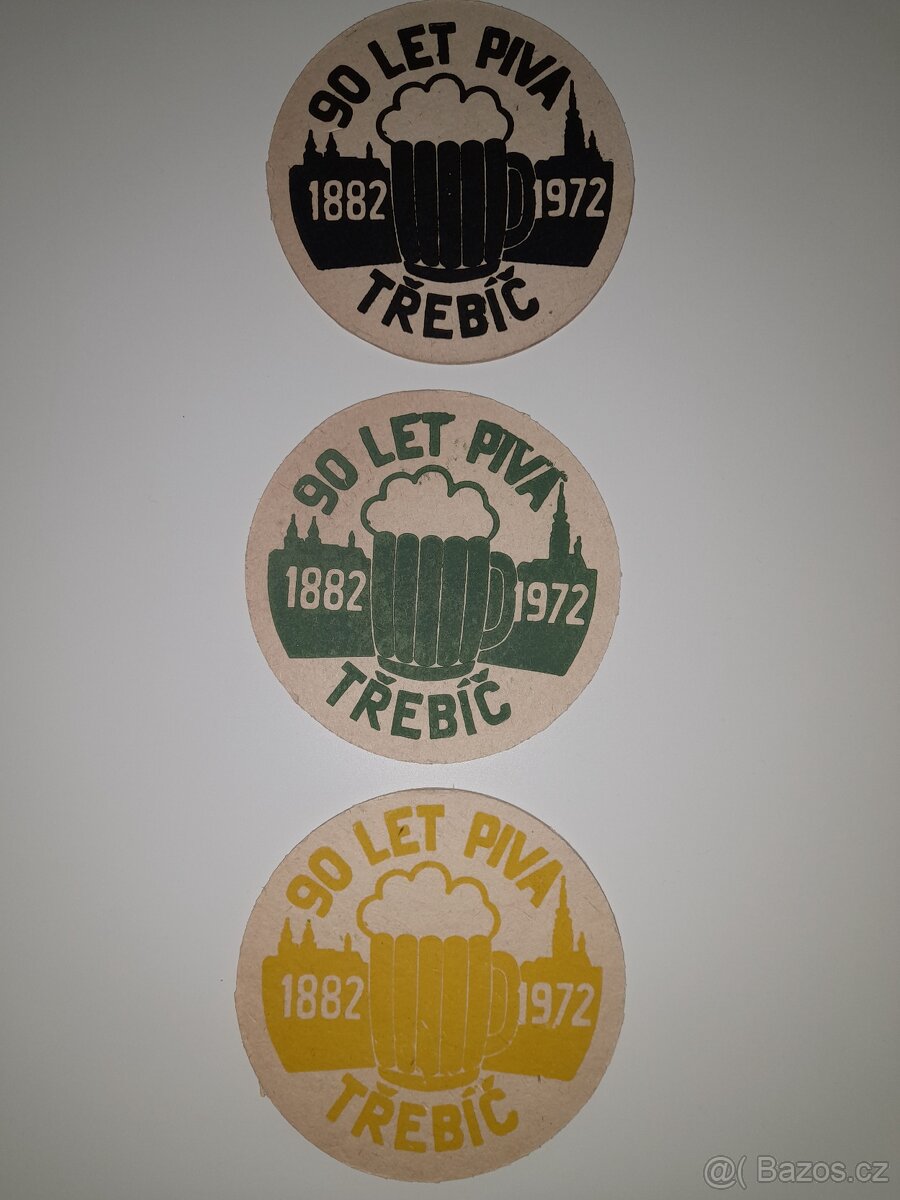 90 LET PIVA
1882 1972
TŘEBÍČ
90 LET PIVA
1882 1972
TŘEBÍČ
90 LET PIVA
1882 1972
TŘEBÍČ
@( Bazos.cz